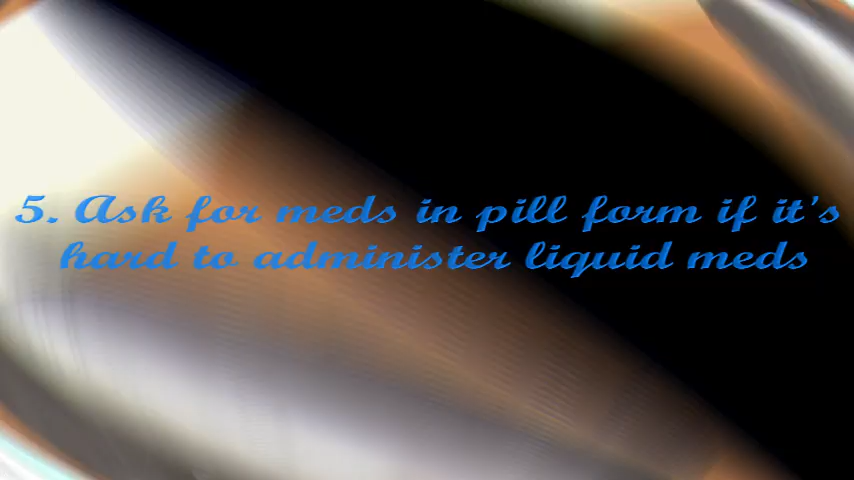 5. Ask for meds in pill form if it's
hard to administer liquid meds